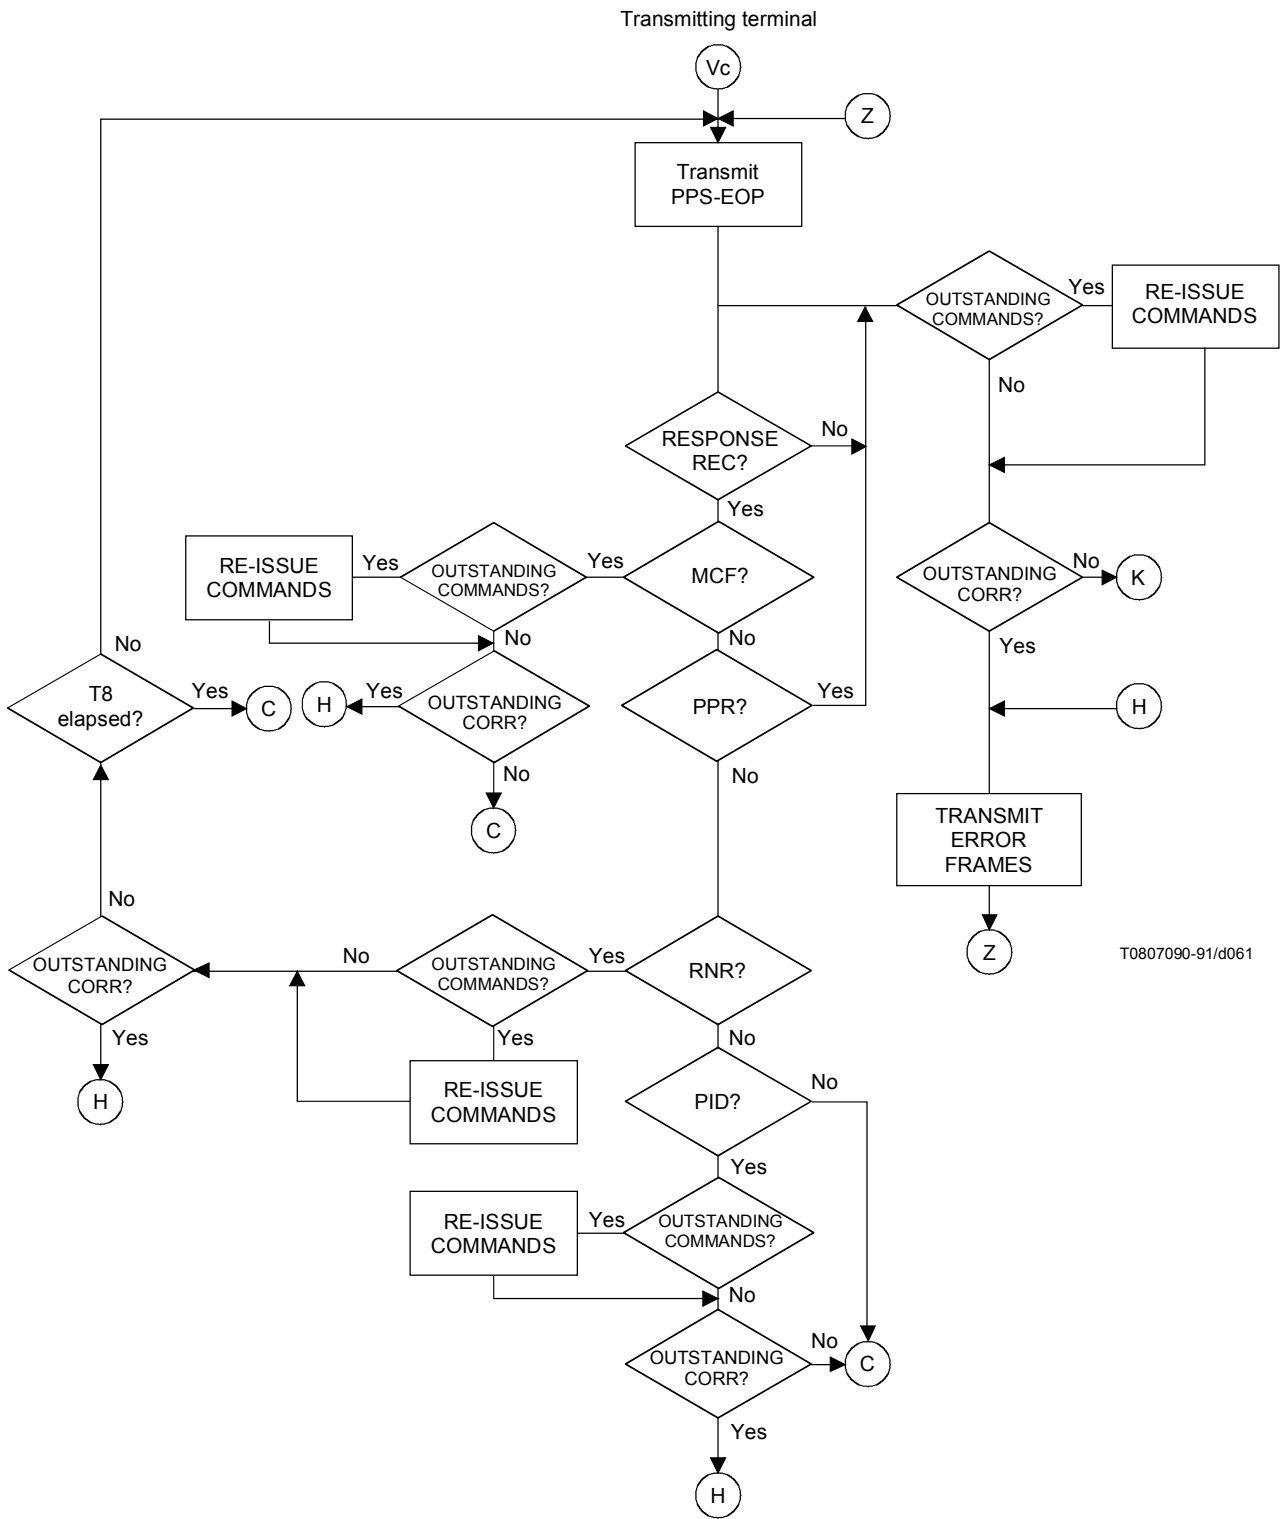 Transmitting terminal
Vc
Z
Transmit
PPS-EOP
OUTSTANDING
COMMANDS?
Yes
RE-ISSUE
COMMANDS
No
RESPONSE
REC?
No
Yes
RE-ISSUE
COMMANDS
Yes
OUTSTANDING
COMMANDS?
Yes
MCF?
OUTSTANDING
CORR?
No
K
No
No
Yes
No
T8
elapsed?
Yes
C
H
Yes
OUTSTANDING
CORR?
PPR?
Yes
H
No
No
C
TRANSMIT
ERROR
FRAMES
No
OUTSTANDING
CORR?
No
OUTSTANDING
COMMANDS?
Yes
RNR?
Z
T0807090-91/d061
Yes
Yes
No
H
RE-ISSUE
COMMANDS
PID?
No
Yes
RE-ISSUE
COMMANDS
Yes
OUTSTANDING
COMMANDS?
No
OUTSTANDING
CORR?
No
C
Yes
H